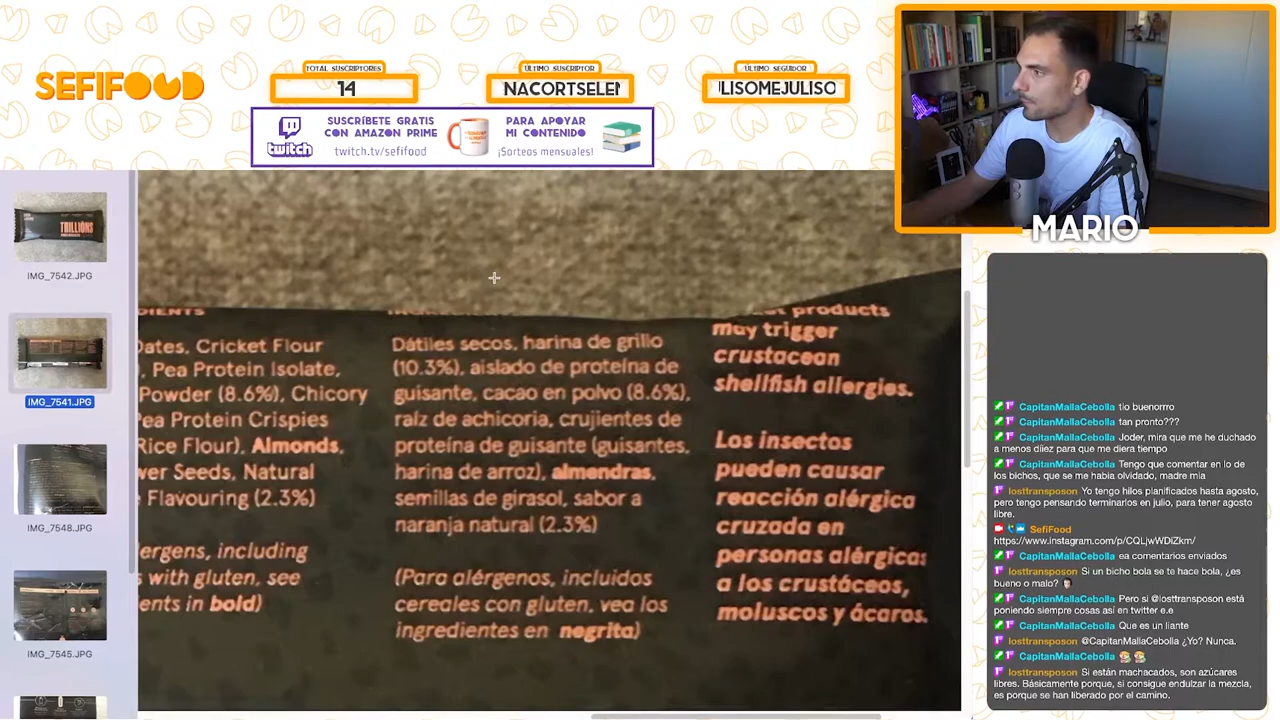 SEFIFOOD
TOTAL SUSCRIPTORES
14
ÚLTIMO SUSCRIPTOR
NACORTSELEN
ÚLTIMO SEGUIDOR
LISOMEJULISO
twitch
SUSCRÍBETE GRATIS
CON AMAZON PRIME
twitch.tv/sefifood
PARA APOYAR
MI CONTENIDO
¡Sorteos mensuales!
MARIO
TRILLIONS
IMG_7542.JPG
IMG_7541.JPG
IMG_7548.JPG
IMG_7545.JPG
Dates, Cricket Flour
, Pea Protein Isolate,
Powder (8.6%), Chicory
Pea Protein Crispies
Rice Flour), Almonds,
wer Seeds, Natural
Flavouring (2.3%)
lergens, including
s with gluten, see
ents in bold)
Dátiles secos, harina de grillo
(10.3%), aislado de proteína de
guisante, cacao en polvo (8.6%),
raíz de achicoria, crujientes de
proteína de guisante (guisantes,
harina de arroz), almendras,
semillas de girasol, sabor a
naranja natural (2.3%)
(Para alérgenos, incluidos
cereales con gluten, vea los
ingredientes en negrita)
products
may trigger
crustacean
shellfish allergies.
Los insectos
pueden causar
reacción alérgica
cruzada en
personas alérgicas
a los crustáceos,
moluscos y ácaros.
CapitanMallaCebolla tio buenorrro
CapitanMallaCebolla tan pronto???
CapitanMallaCebolla Joder, mira que me he duchado
a menos diez para que me diera tiempo
CapitanMallaCebolla Tengo que comentar en lo de
los bichos, que se me había olvidado, madre mia
losttransposon Yo tengo hilos planificados hasta agosto,
pero tengo pensando terminarlos en julio, para tener agosto
libre.
SefiFood
https://www.instagram.com/p/CQLjwWDiZkm/
CapitanMallaCebolla ea comentarios enviados
losttransposon Si un bicho bola se te hace bola, ¿es
bueno o malo?
CapitanMallaCebolla Pero si @losttransposon está
poniendo siempre cosas así en twitter e.e
CapitanMallaCebolla Que es un liante
losttransposon @CapitanMallaCebolla ¿Yo? Nunca.
CapitanMallaCebolla
losttransposon Si están machacados, son azúcares
libres. Básicamente porque, si consigue endulzar la mezcla,
es porque se han liberado por el camino.